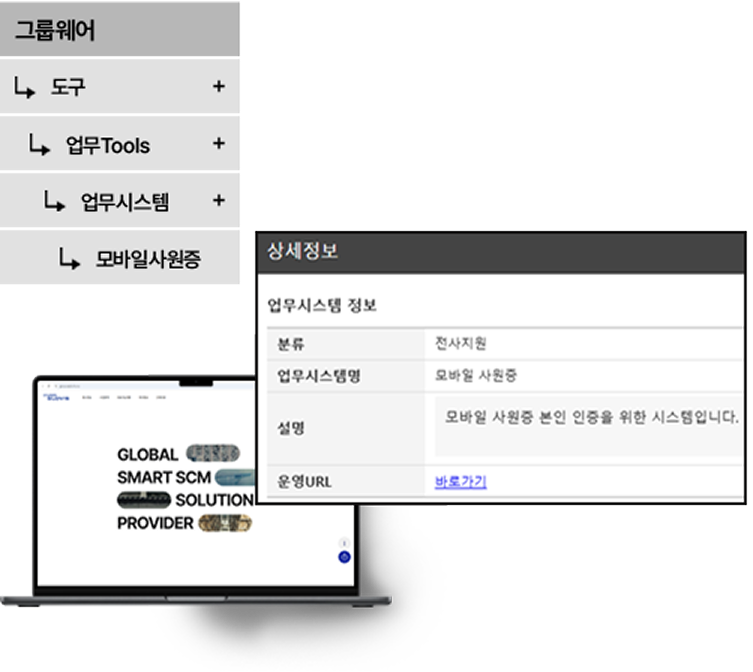 그룹웨어
도구 +
업무Tools +
업무시스템 +
모바일사원증
상세정보
업무시스템 정보
분류 전사지원
업무시스템명 모바일 사원증
설명 모바일 사원증 본인 인증을 위한 시스템입니다.
운영URL 바로가기
GLOBAL
SMART SCM
SOLUTION
PROVIDER